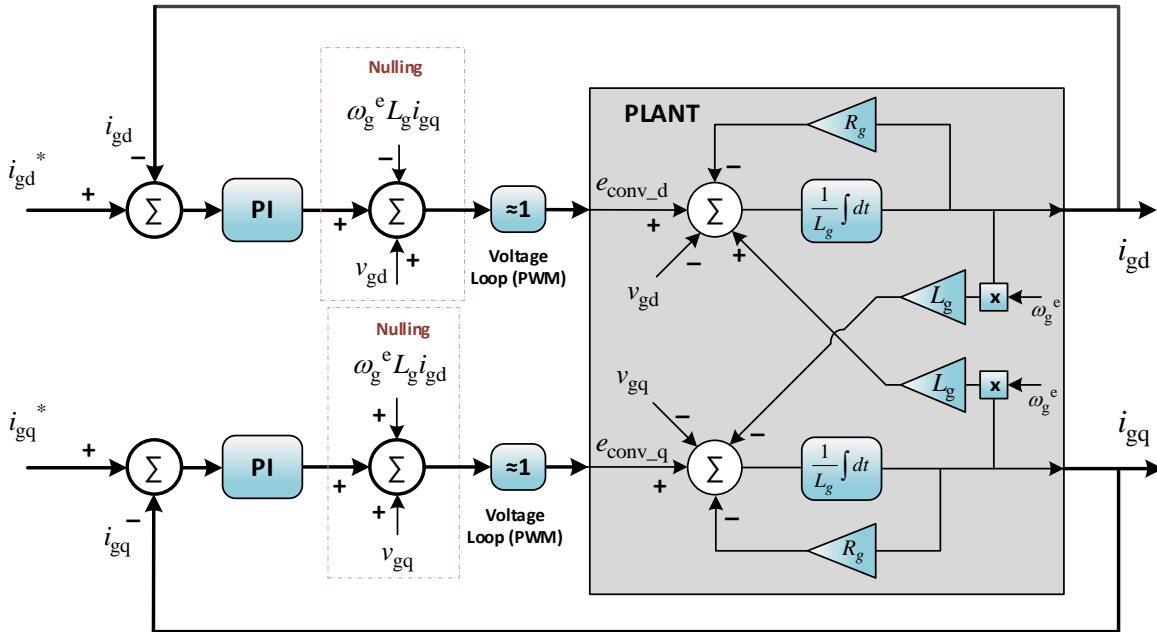 Nulling
ω_g^e L_g i_gq
PLANT
R_g
i_gd
−
−
−
i_gd^*
+
Σ
PI
+
Σ
≈1
e_conv_d
+
Σ
1/L_g ∫ dt
v_gd
+
Voltage
Loop (PWM)
v_gd
−
+
i_gd
L_g
x
ω_g^e
Nulling
ω_g^e L_g i_gd
v_gq
L_g
x
ω_g^e
i_gq^*
+
+
−
−
i_gq
Σ
PI
+
Σ
≈1
e_conv_q
+
Σ
1/L_g ∫ dt
i_gq
−
+
v_gq
Voltage
Loop (PWM)
−
R_g